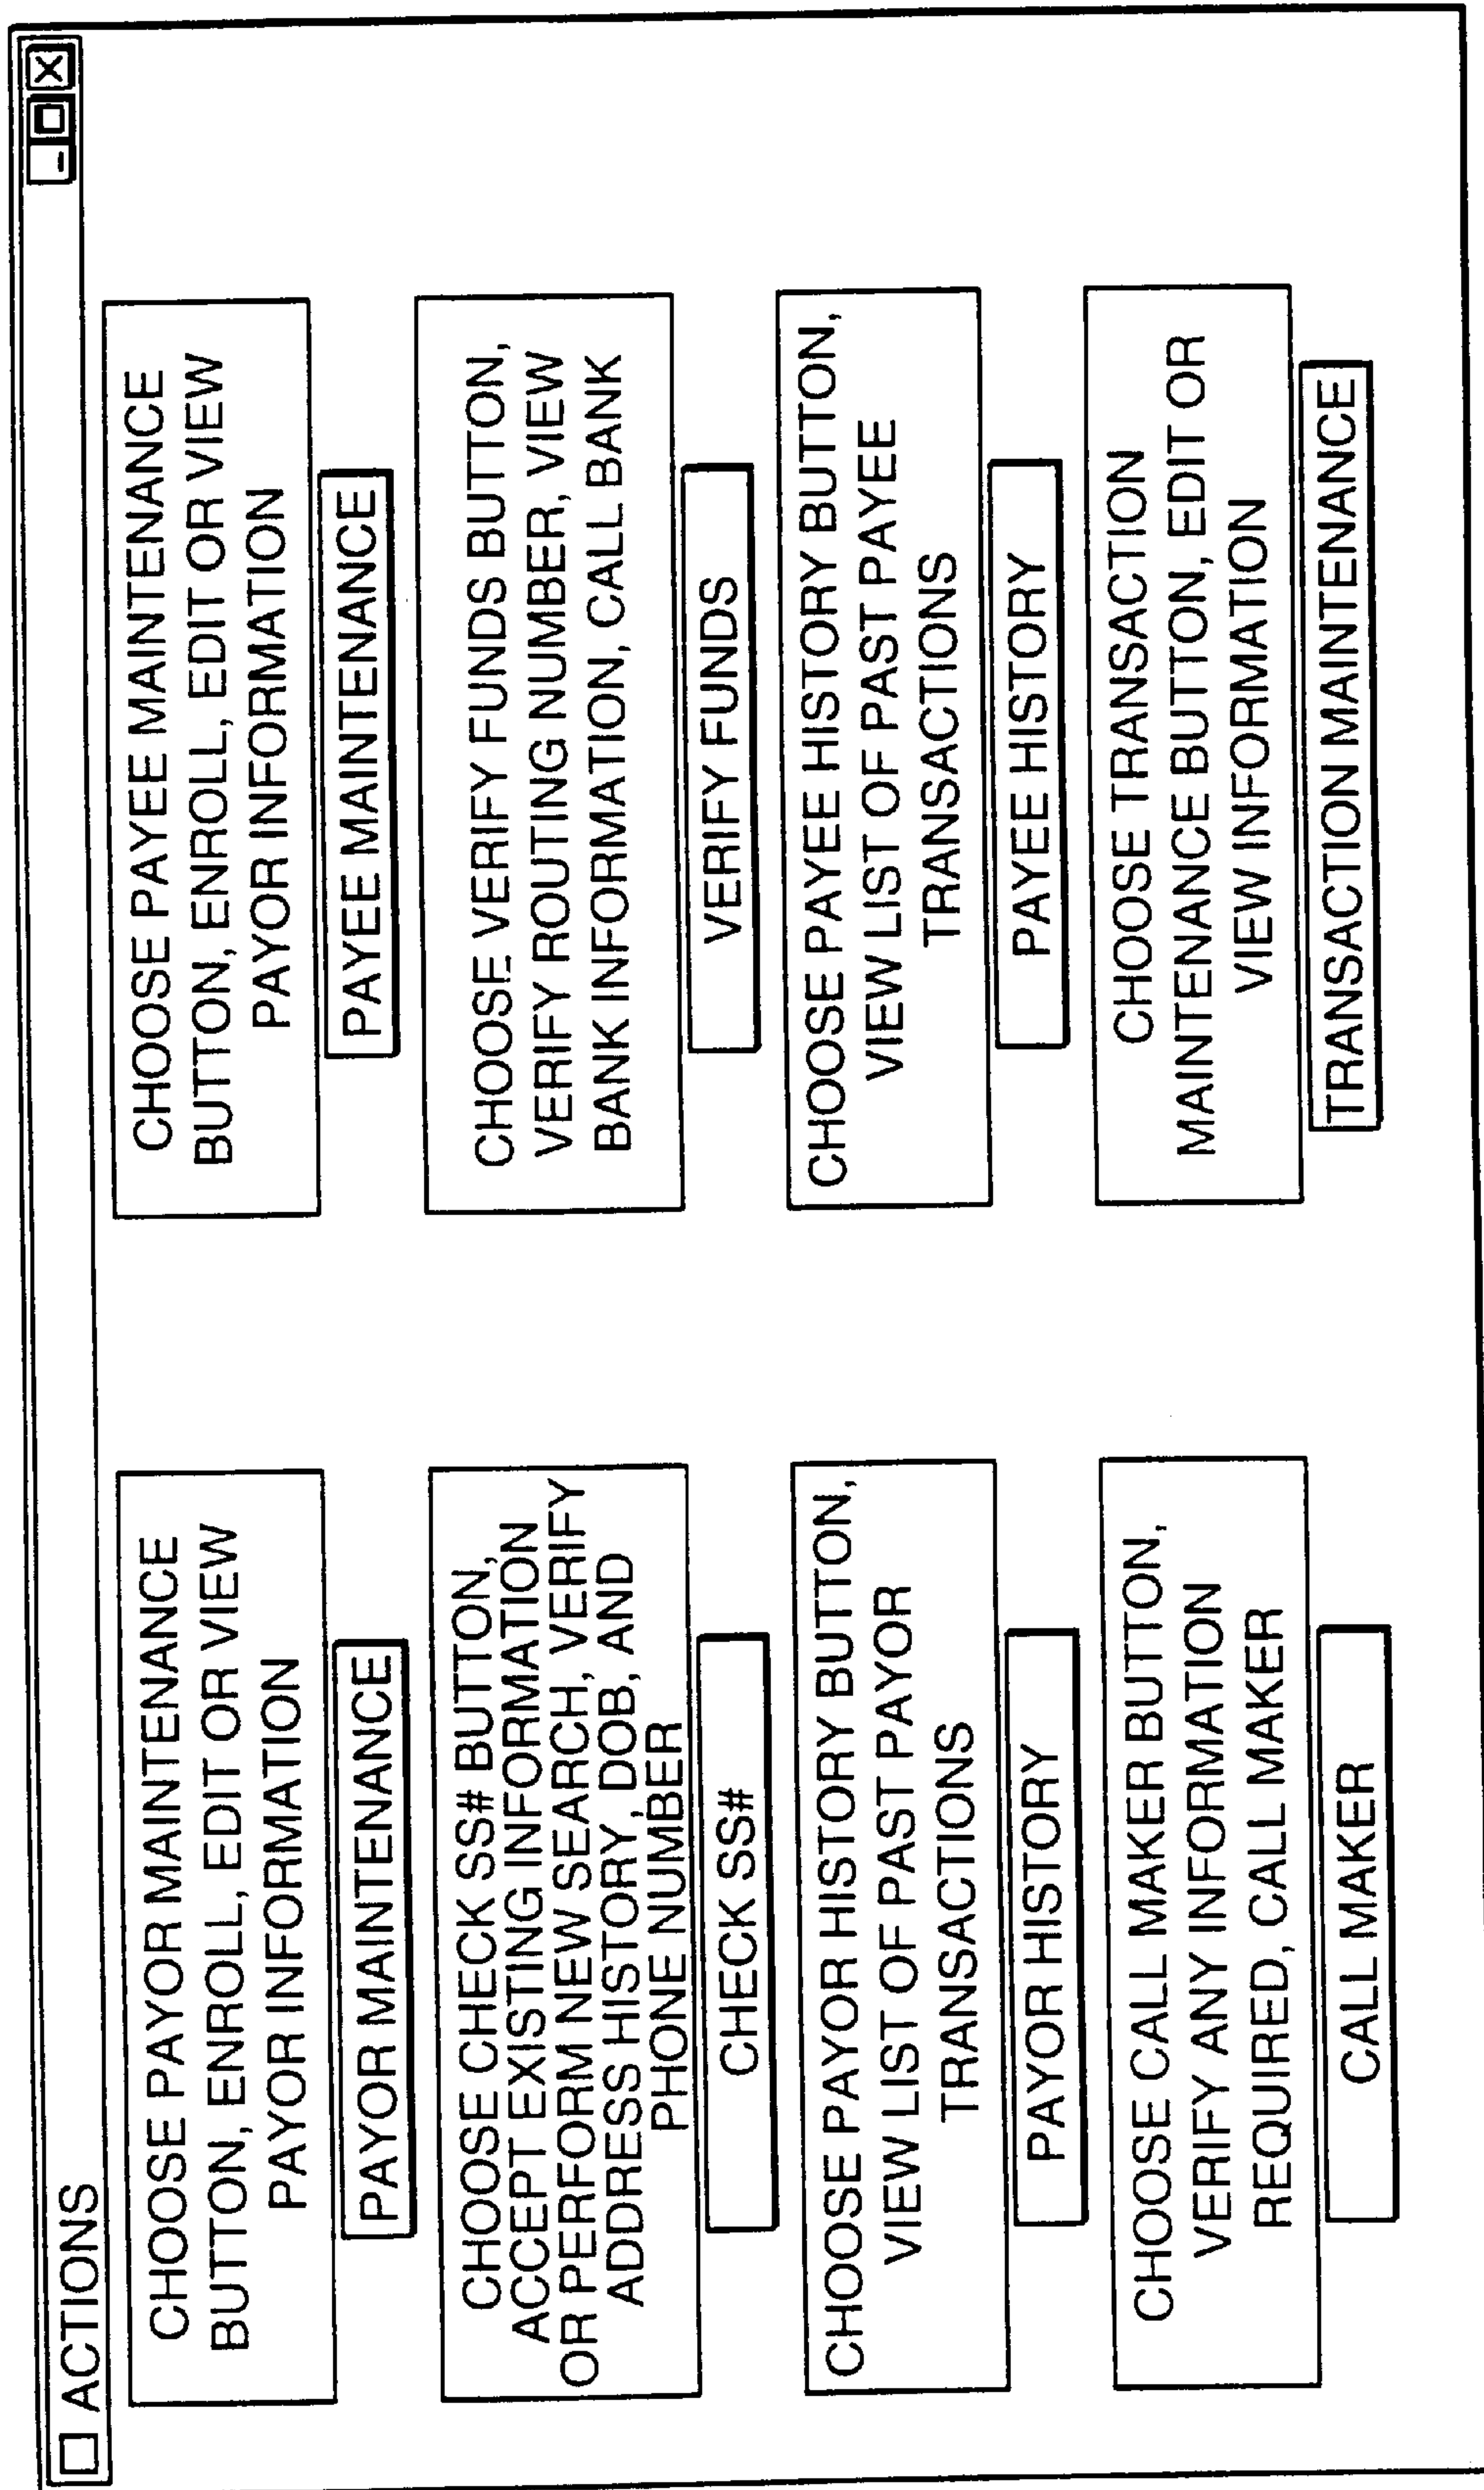 ACTIONS
CHOOSE PAYOR MAINTENANCE
BUTTON, ENROLL, EDIT OR VIEW
PAYOR INFORMATION
PAYOR MAINTENANCE
CHOOSE CHECK SS# BUTTON,
ACCEPT EXISTING INFORMATION
OR PERFORM NEW SEARCH, VERIFY
ADDRESS HISTORY, DOB, AND
PHONE NUMBER
CHECK SS#
CHOOSE PAYOR HISTORY BUTTON,
VIEW LIST OF PAST PAYOR
TRANSACTIONS
PAYOR HISTORY
CHOOSE CALL MAKER BUTTON,
VERIFY ANY INFORMATION
REQUIRED, CALL MAKER
CALL MAKER
CHOOSE PAYEE MAINTENANCE
BUTTON, ENROLL, EDIT OR VIEW
PAYOR INFORMATION
PAYEE MAINTENANCE
CHOOSE VERIFY FUNDS BUTTON,
VERIFY ROUTING NUMBER, VIEW
BANK INFORMATION, CALL BANK
VERIFY FUNDS
CHOOSE PAYEE HISTORY BUTTON,
VIEW LIST OF PAST PAYEE
TRANSACTIONS
PAYEE HISTORY
CHOOSE TRANSACTION
MAINTENANCE BUTTON, EDIT OR
VIEW INFORMATION
TRANSACTION MAINTENANCE